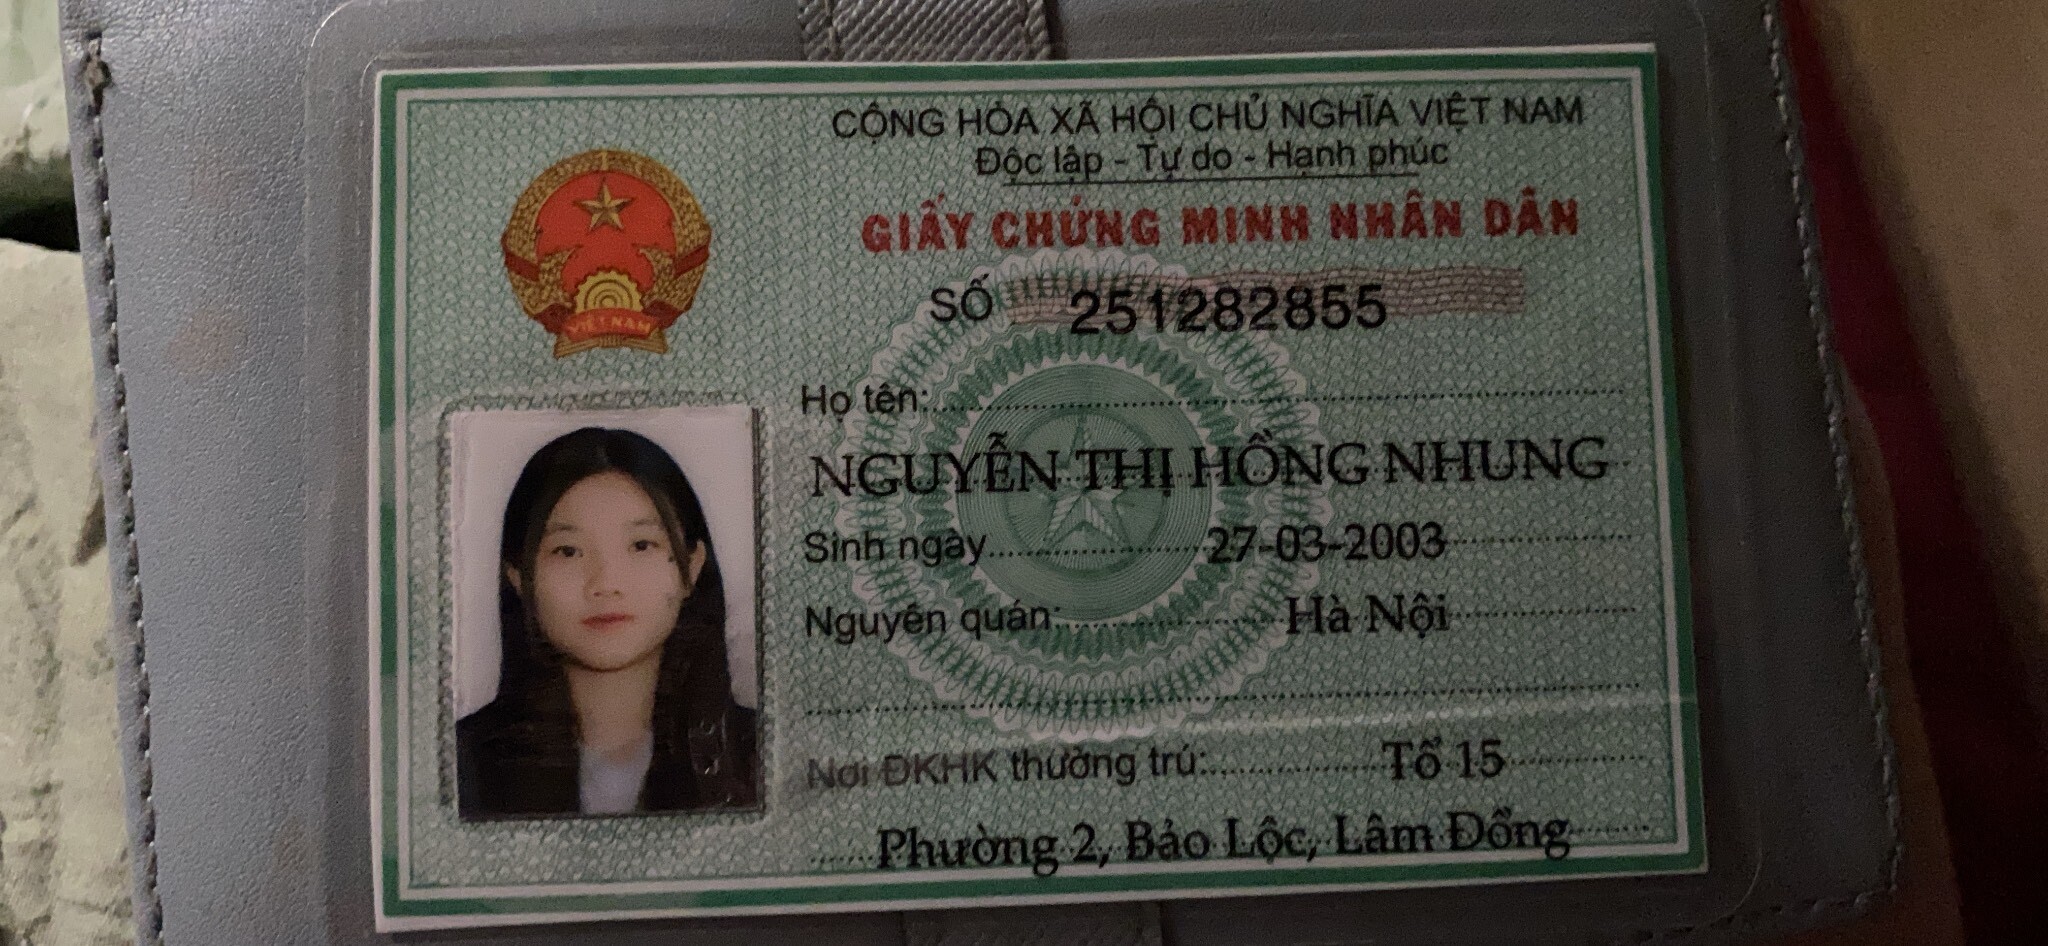 CỘNG HÒA XÃ HỘI CHỦ NGHĨA VIỆT NAM
Độc lập - Tự do - Hạnh phúc
GIẤY CHỨNG MINH NHÂN DÂN
SỐ 251282855
VIỆT NAM
Họ tên:
NGUYỄN THỊ HỒNG NHUNG
Sinh ngày 27-03-2003
Nguyên quán: Hà Nội
Nơi ĐKHK thường trú: Tổ 15
Phường 2, Bảo Lộc, Lâm Đồng